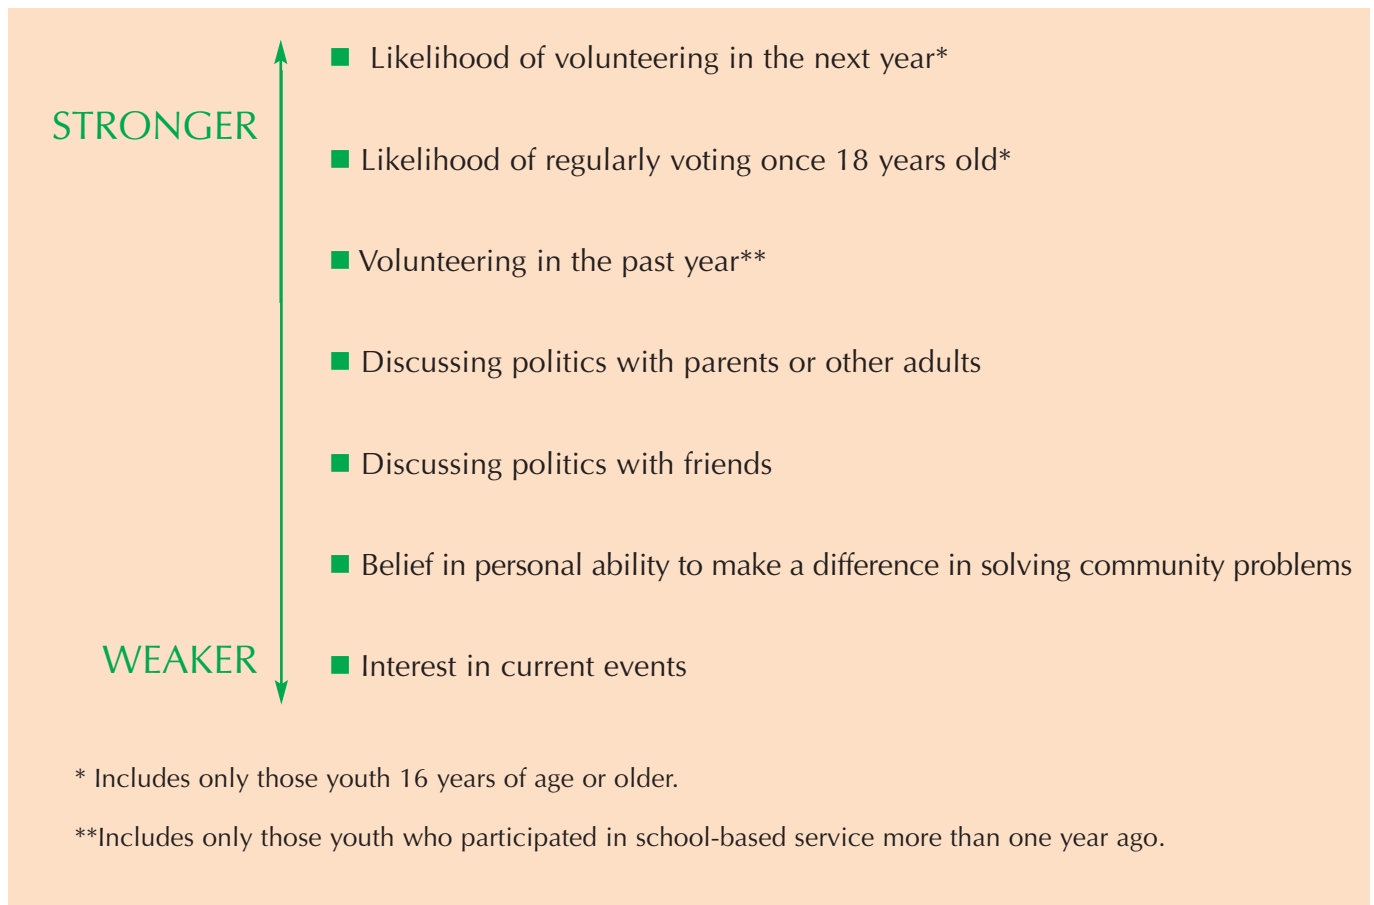 Likelihood of volunteering in the next year*
STRONGER
Likelihood of regularly voting once 18 years old*
Volunteering in the past year**
Discussing politics with parents or other adults
Discussing politics with friends
Belief in personal ability to make a difference in solving community problems
WEAKER
Interest in current events
* Includes only those youth 16 years of age or older.
**Includes only those youth who participated in school-based service more than one year ago.